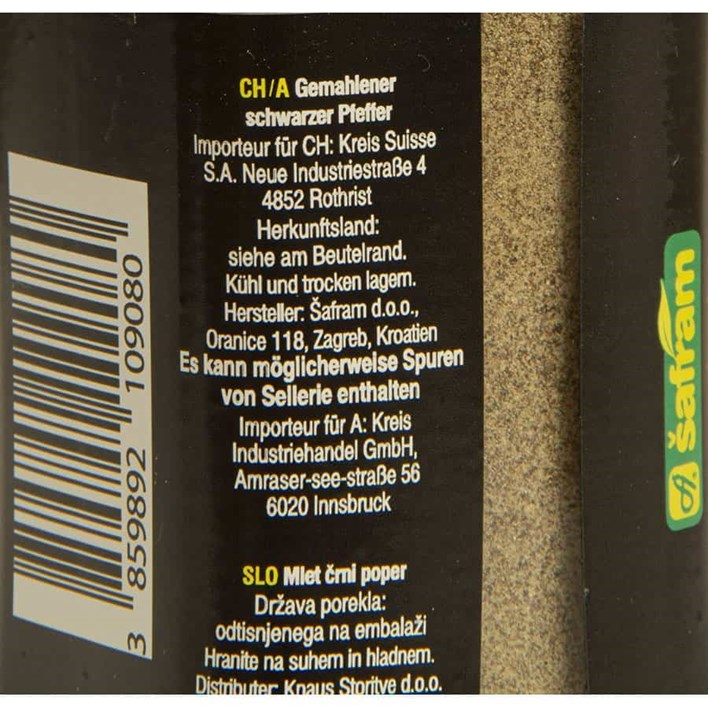 CH/A Gemahlener
schwarzer Pfeffer
Importeur für CH: Kreis Suisse
S.A. Neue Industriestraße 4
4852 Rothrist
Herkunftsland:
siehe am Beutelrand.
Kühl und trocken lagern.
Hersteller: Šafram d.o.o.,
Oranice 118, Zagreb, Kroatien
Es kann möglicherweise Spuren
von Sellerie enthalten
Importeur für A: Kreis
Industriehandel GmbH,
Amraser-see-straße 56
6020 Innsbruck
SLO Mlet črni poper
Država porekla:
odtisnjenega na embalaži
Hranite na suhem in hladnem.
Distributer: Knaus Storitve d.o.o.
3 859892 109080
šafram